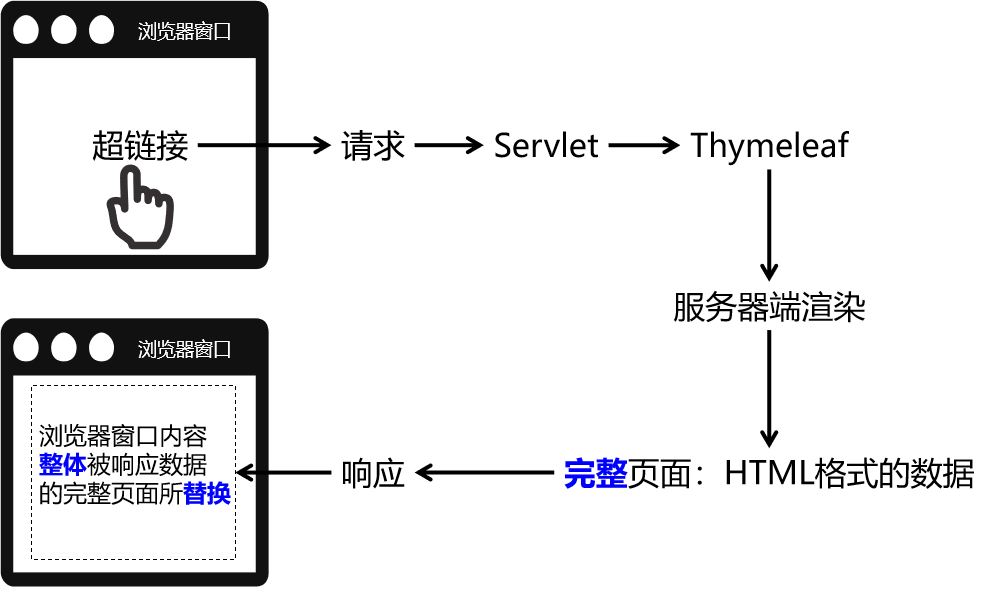 浏览器窗口
超链接
请求
Servlet
Thymeleaf
服务器端渲染
完整页面：HTML格式的数据
响应
浏览器窗口
浏览器窗口内容
整体被响应数据
的完整页面所替换